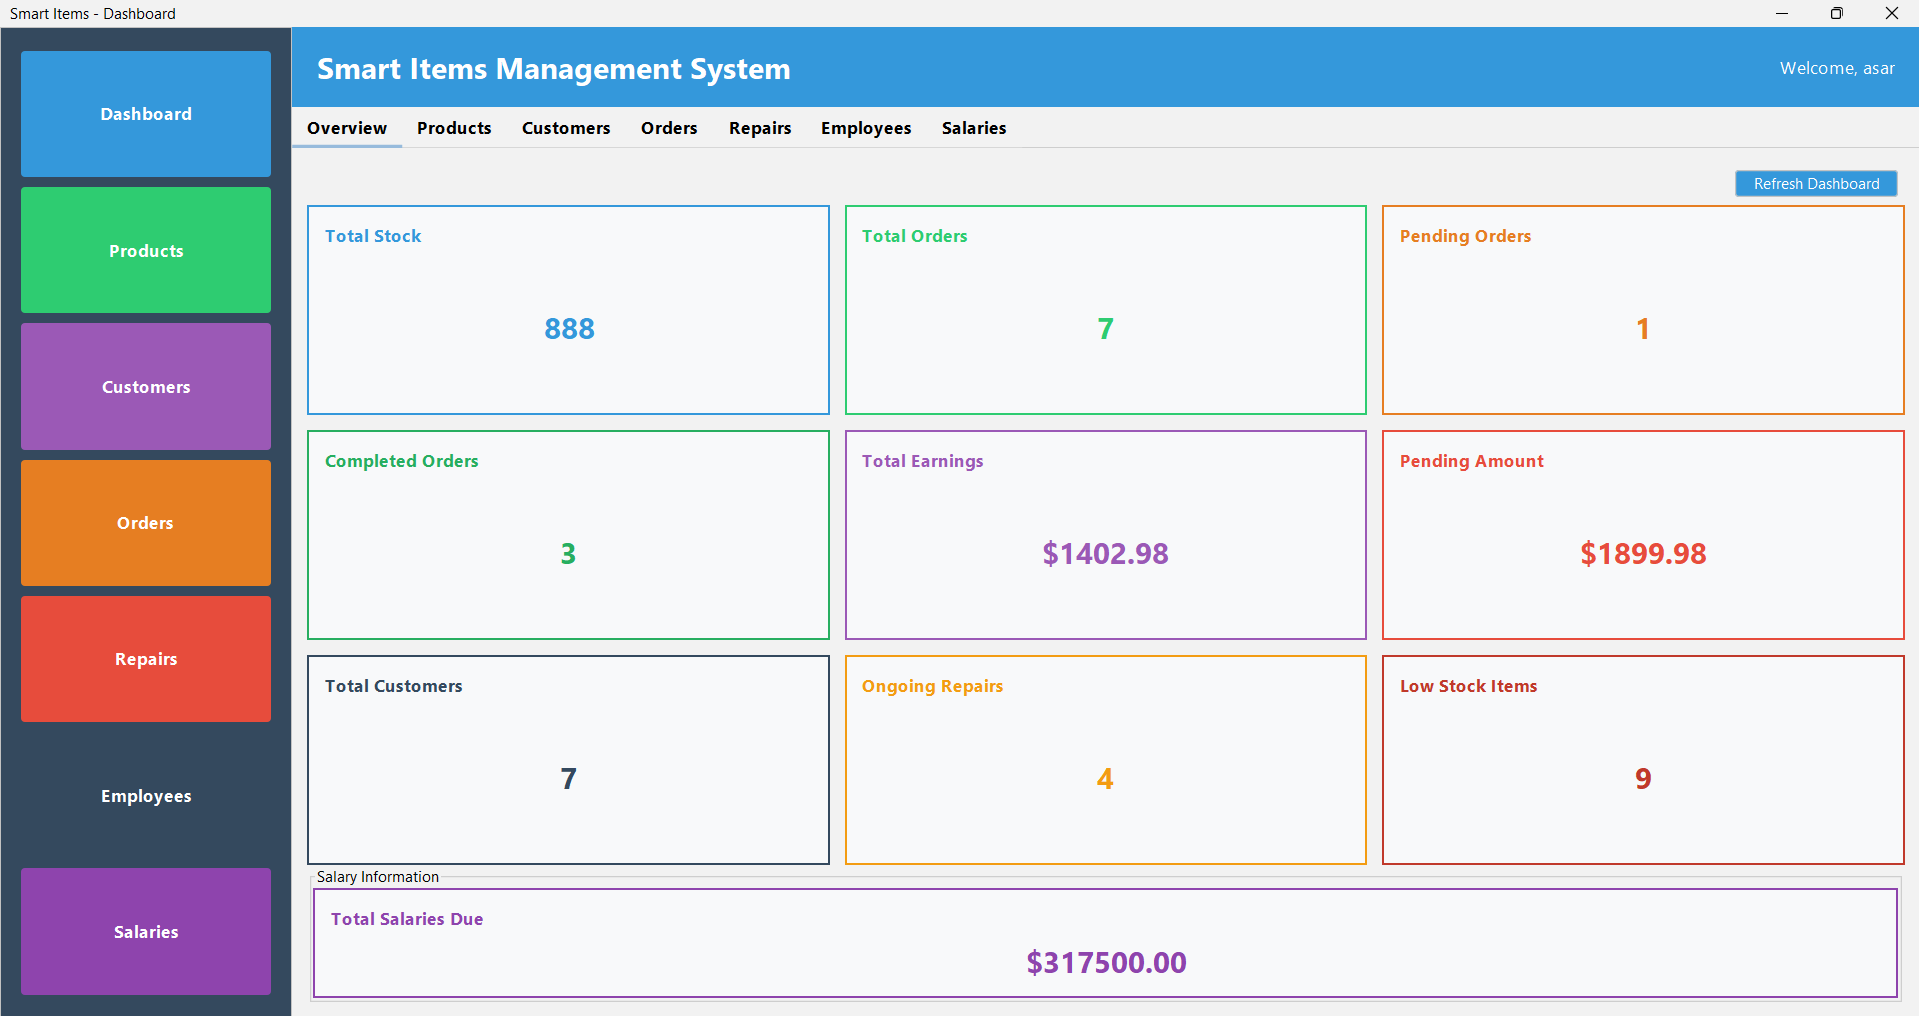 Smart Items - Dashboard
Dashboard
Products
Customers
Orders
Repairs
Employees
Salaries
Smart Items Management System
Welcome, asar
Overview Products Customers Orders Repairs Employees Salaries
Refresh Dashboard
Total Stock
888
Total Orders
7
Pending Orders
1
Completed Orders
3
Total Earnings
$1402.98
Pending Amount
$1899.98
Total Customers
7
Ongoing Repairs
4
Low Stock Items
9
Salary Information
Total Salaries Due
$317500.00